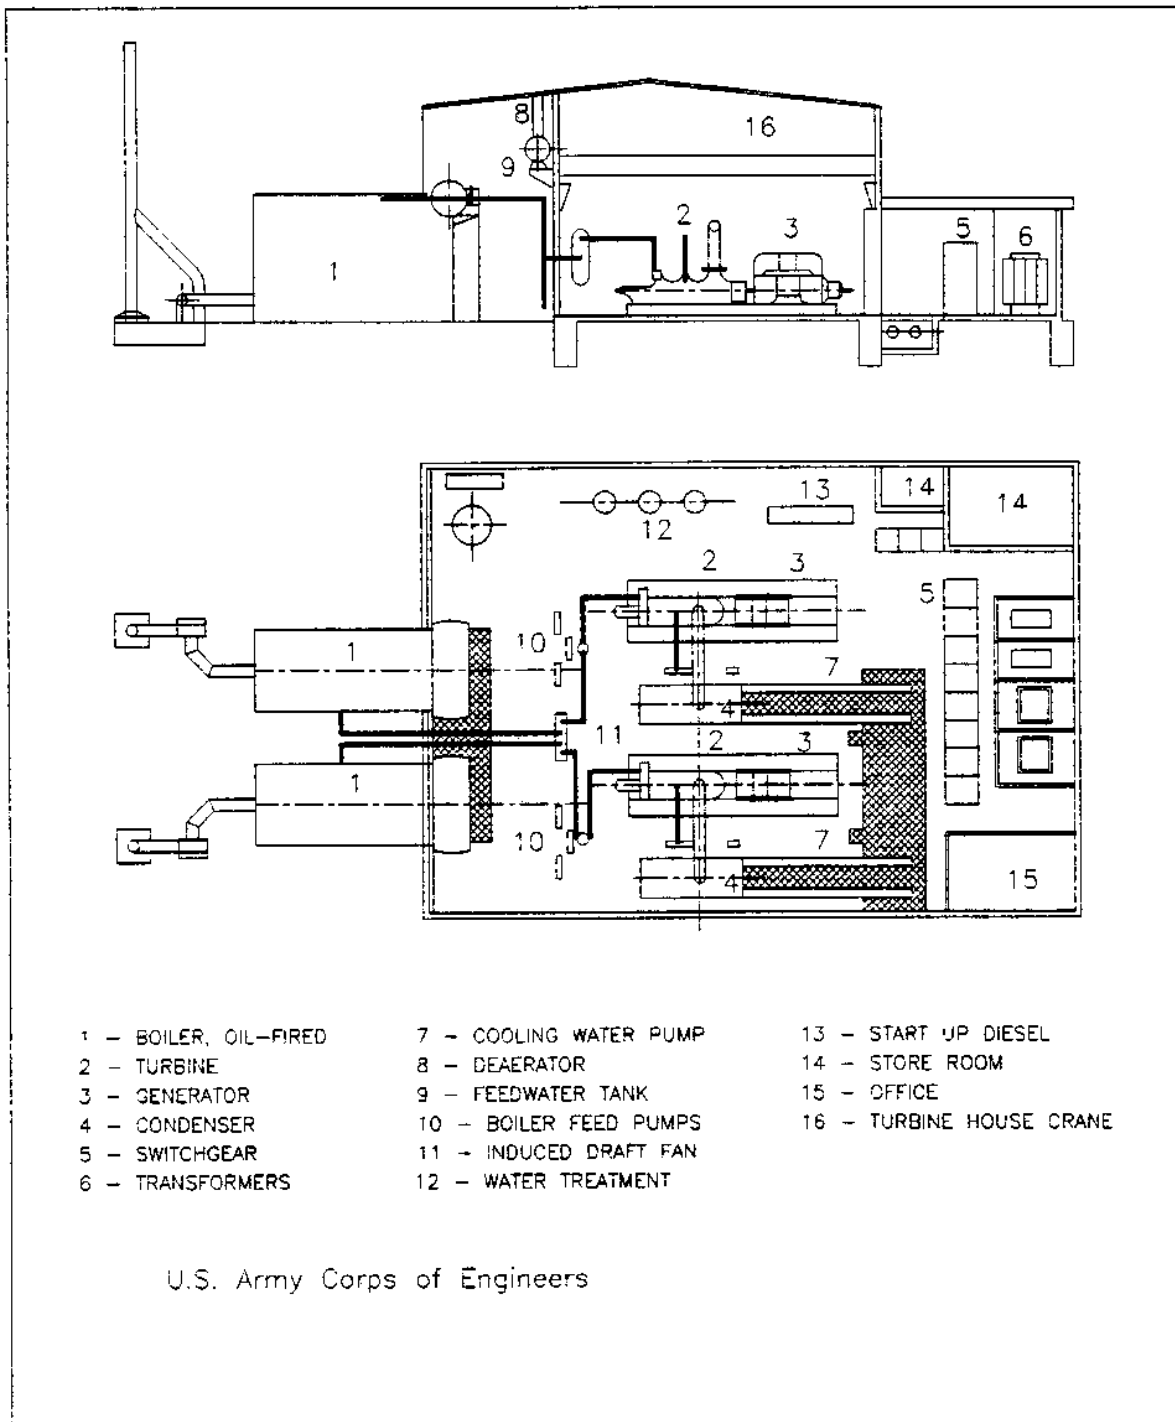 8
16
9
2
3
5
6
1
14
13
14
12
2
3
5
10
1
7
4
11
2
3
1
10
7
4
15
1 – BOILER, OIL–FIRED
2 – TURBINE
3 – GENERATOR
4 – CONDENSER
5 – SWITCHGEAR
6 – TRANSFORMERS
7 – COOLING WATER PUMP
8 – DEAERATOR
9 – FEEDWATER TANK
10 – BOILER FEED PUMPS
11 – INDUCED DRAFT FAN
12 – WATER TREATMENT
13 – START UP DIESEL
14 – STORE ROOM
15 – OFFICE
16 – TURBINE HOUSE CRANE
U.S. Army Corps of Engineers